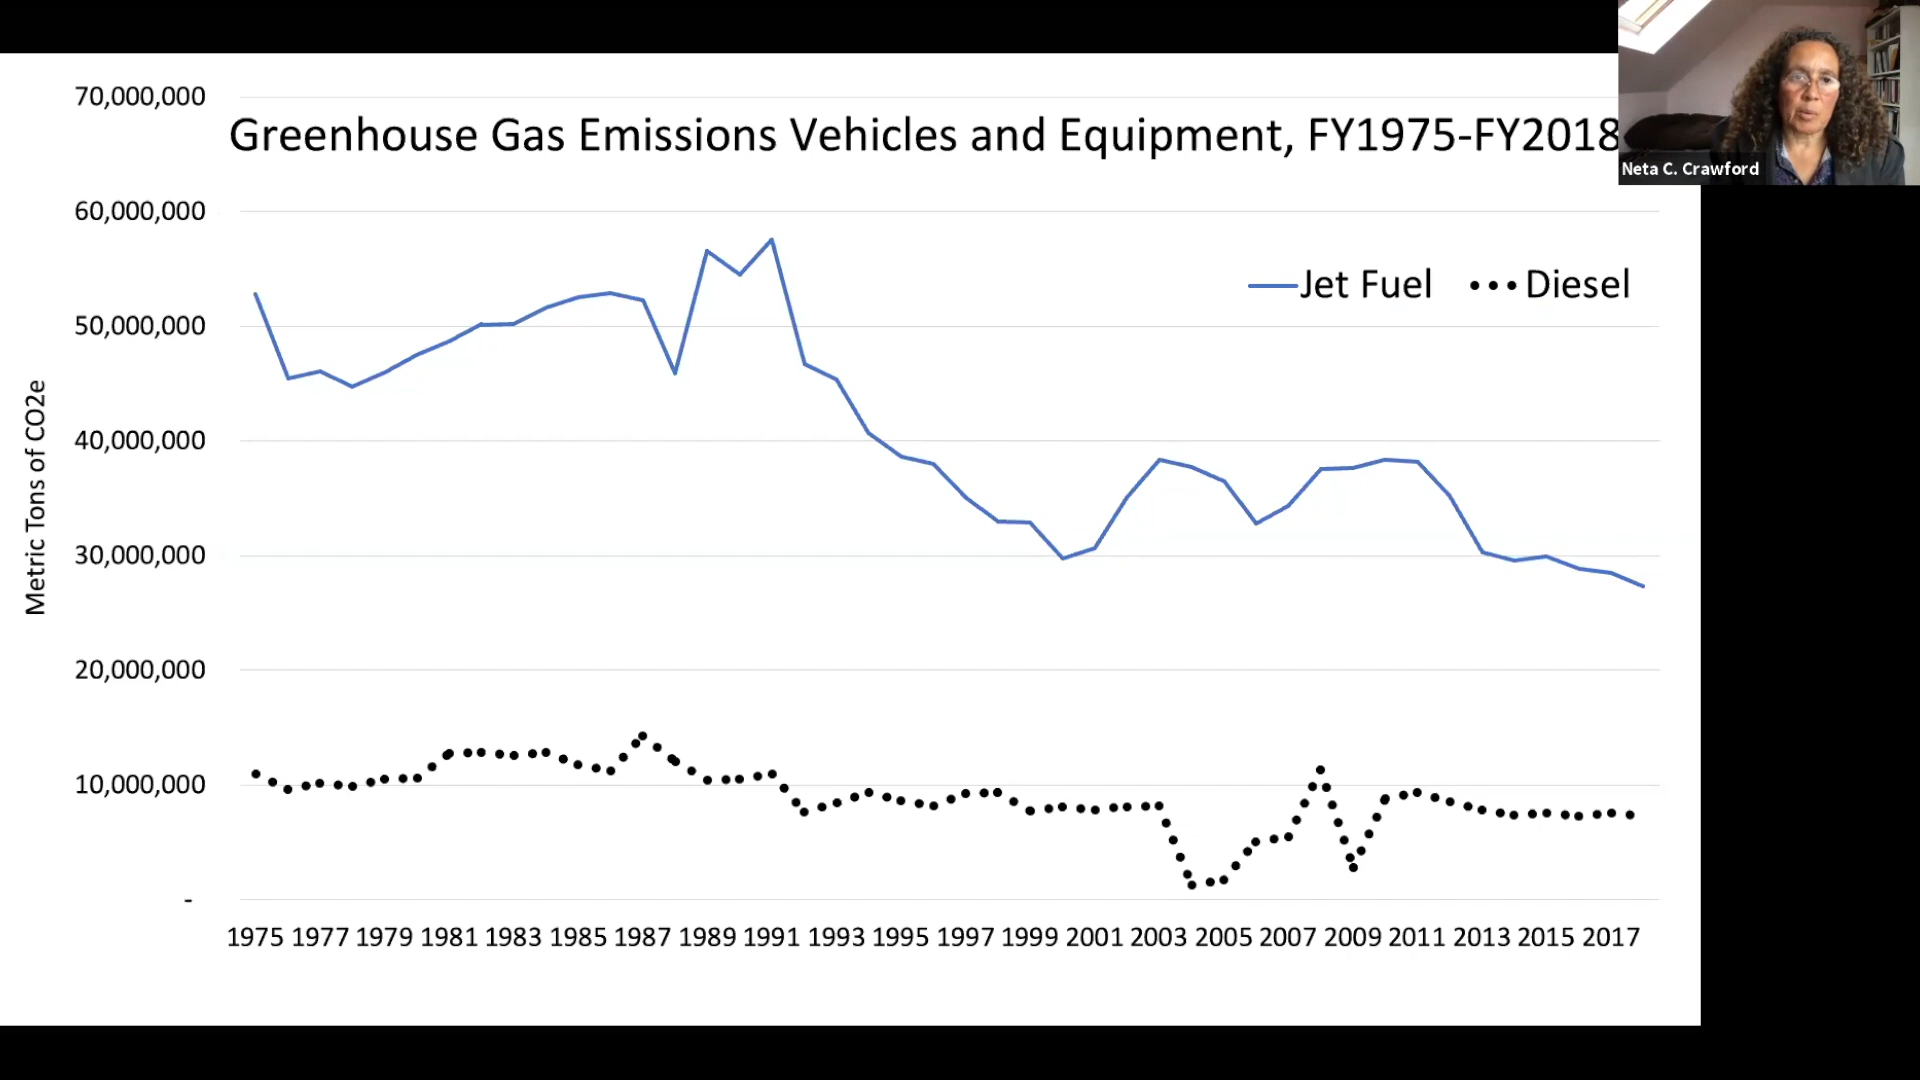 70,000,000
Greenhouse Gas Emissions Vehicles and Equipment, FY1975-FY2018
Neta C. Crawford
60,000,000
Jet Fuel Diesel
50,000,000
40,000,000
Metric Tons of CO2e
30,000,000
20,000,000
10,000,000
-
1975 1977 1979 1981 1983 1985 1987 1989 1991 1993 1995 1997 1999 2001 2003 2005 2007 2009 2011 2013 2015 2017